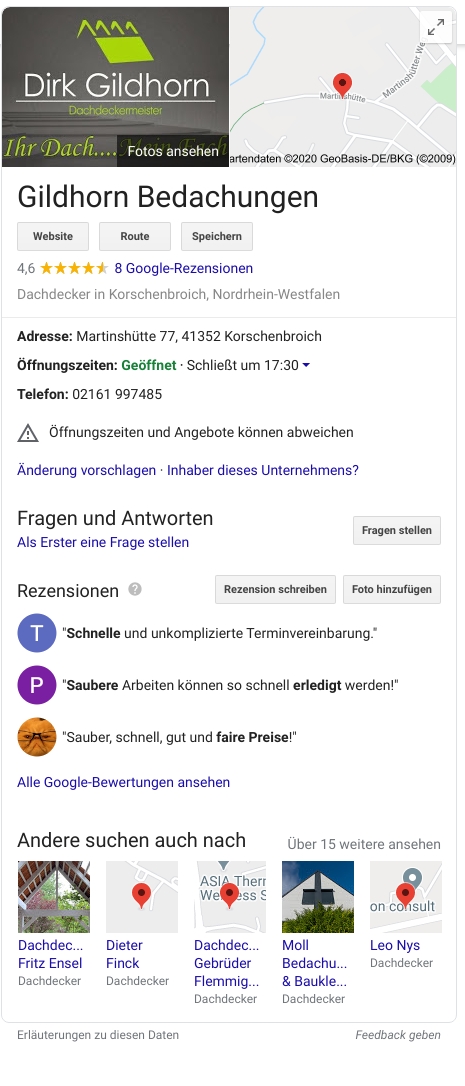 Dirk Gildhorn
Dachdeckermeister
Ihr Dach.... Mein Fach
Fotos ansehen
Martinshütte
Martinshütter We
artendaten ©2020 GeoBasis-DE/BKG (©2009)
Gildhorn Bedachungen
Website Route Speichern
4,6 8 Google-Rezensionen
Dachdecker in Korschenbroich, Nordrhein-Westfalen
Adresse: Martinshütte 77, 41352 Korschenbroich
Öffnungszeiten: Geöffnet · Schließt um 17:30
Telefon: 02161 997485
Öffnungszeiten und Angebote können abweichen
Änderung vorschlagen · Inhaber dieses Unternehmens?
Fragen und Antworten
Fragen stellen
Als Erster eine Frage stellen
Rezensionen ? Rezension schreiben Foto hinzufügen
T "Schnelle und unkomplizierte Terminvereinbarung."
P "Saubere Arbeiten können so schnell erledigt werden!"
"Sauber, schnell, gut und faire Preise!"
Alle Google-Bewertungen ansehen
Andere suchen auch nach Über 15 weitere ansehen
ASIA Therr
Wellness S
on consult
Dachdec...
Fritz Ensel
Dachdecker
Dieter
Finck
Dachdecker
Dachdec...
Gebrüder
Flemmig...
Dachdecker
Moll
Bedachu...
& Baukle...
Dachdecker
Leo Nys
Dachdecker
Erläuterungen zu diesen Daten Feedback geben